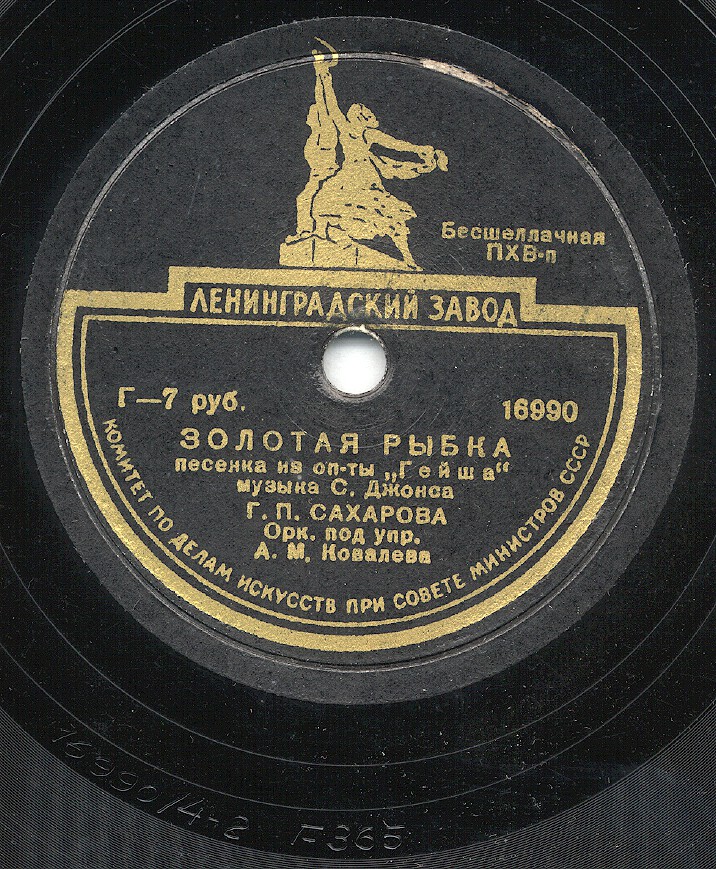 Бесшеллачная
ПХВ-п
ЛЕНИНГРАДСКИЙ ЗАВОД
Г—7 руб.
16990
ЗОЛОТАЯ РЫБКА
песенка из оп-ты „Гейша“
музыка С. Джонса
Г. П. САХАРОВА
Орк. под упр.
А. М. Ковалева
КОМИТЕТ ПО ДЕЛАМ ИСКУССТВ ПРИ СОВЕТЕ МИНИСТРОВ СССР
16990/4-2 Г365